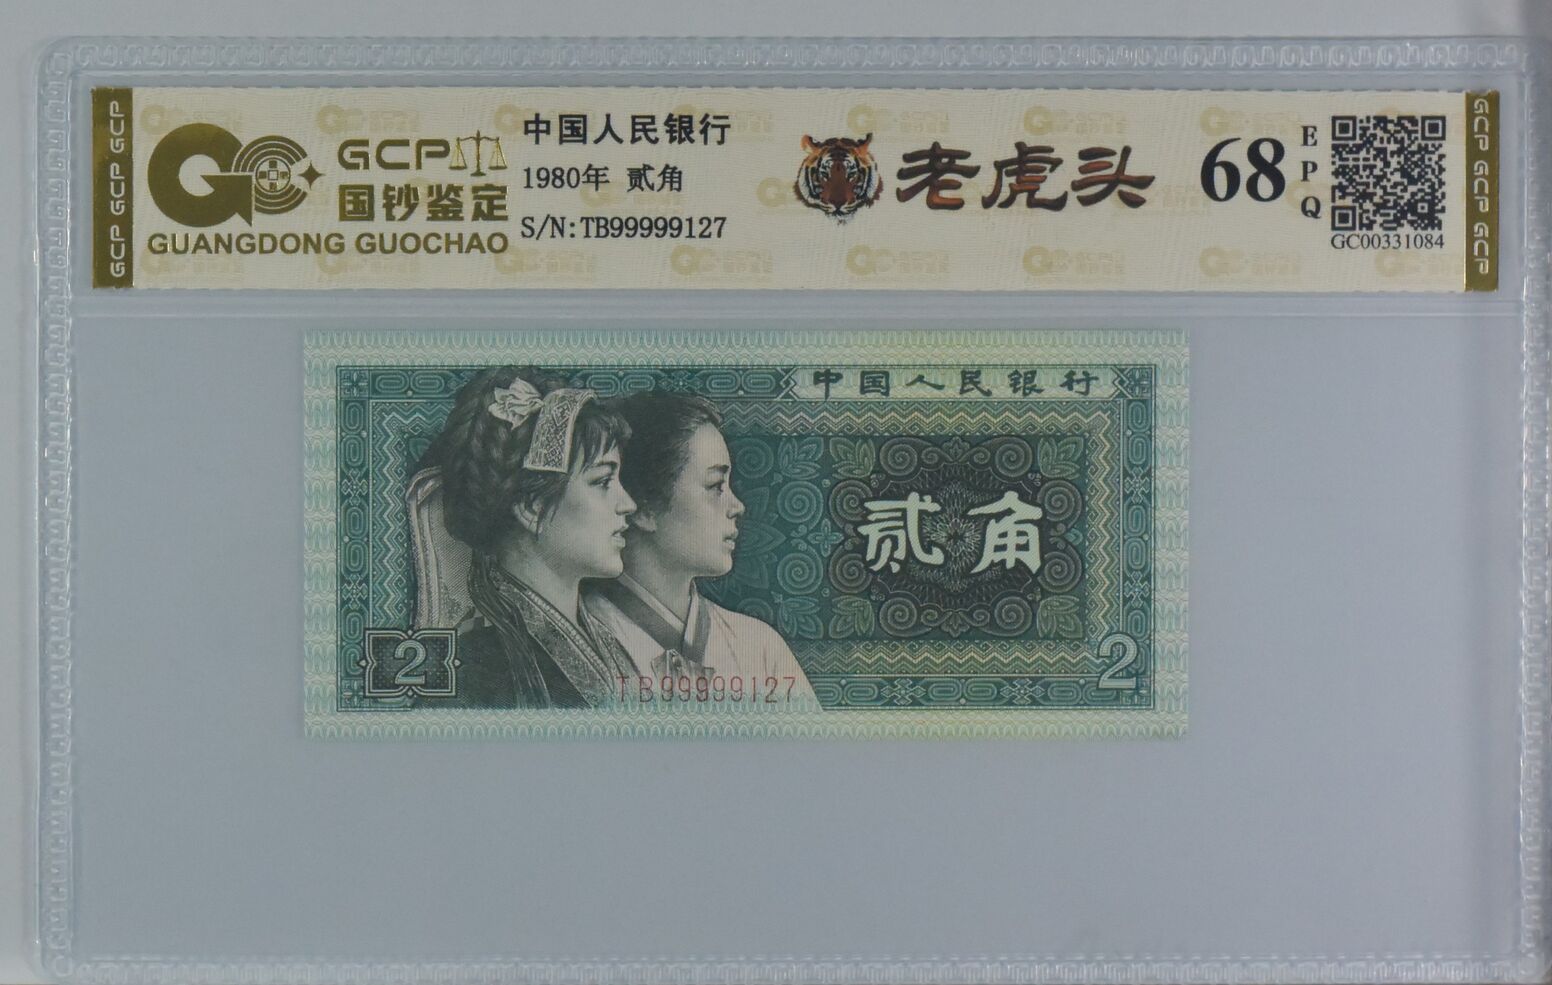 GCP
国钞鉴定
GUANGDONG GUOCHAO
中国人民银行
1980年 贰角
S/N:TB99999127
老虎头
68
EPQ
GC00331084
GCP GCP GCP
GCP GCP GCP
中国人民银行
贰角
2
2
TB99999127